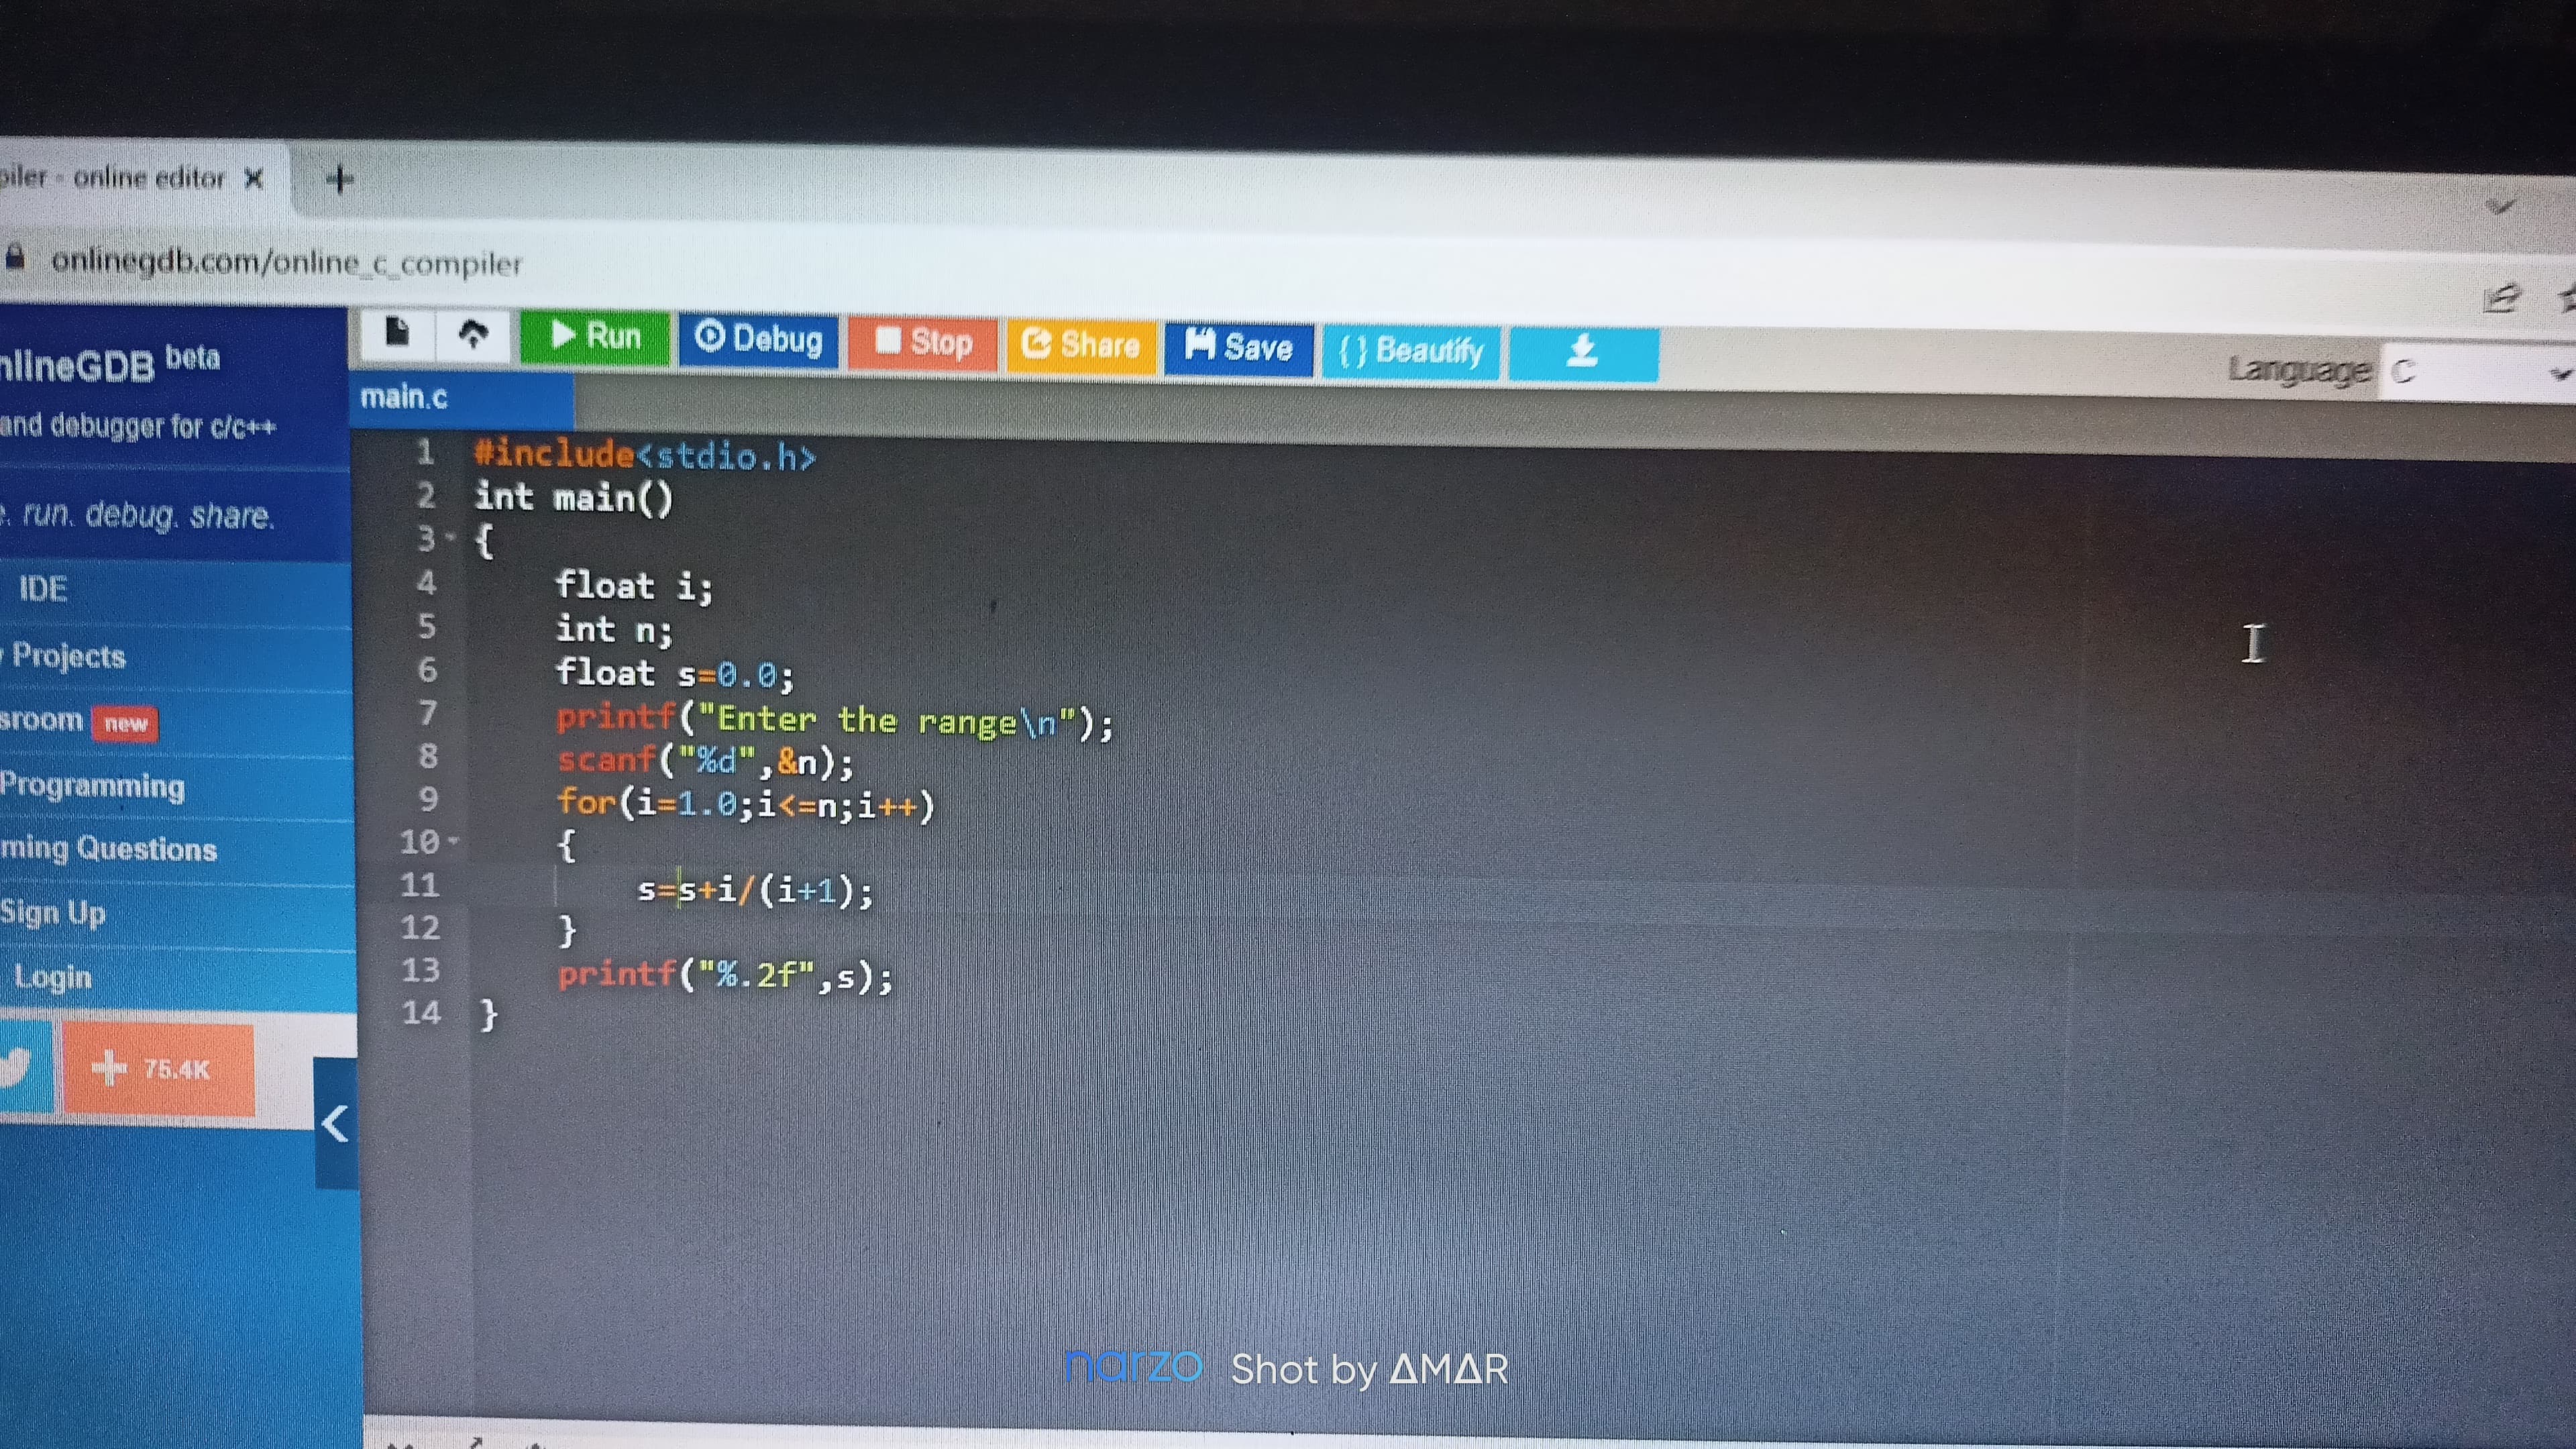 piler - online editor
onlinegdb.com/online_c_compiler
Run Debug Stop Share Save {} Beautify
Language C
nlineGDB beta
and debugger for c/c++
. run. debug. share.
IDE
Projects
sroom new
Programming
ming Questions
Sign Up
Login
75.4K
main.c
1 #include<stdio.h>
2 int main()
3 {
4 float i;
5 int n;
6 float s=0.0;
7 printf("Enter the range\n");
8 scanf("%d",&n);
9 for(i=1.0;i<=n;i++)
10 {
11 s=s+i/(i+1);
12 }
13 printf("%.2f",s);
14 }
narzo Shot by ΔMΔR